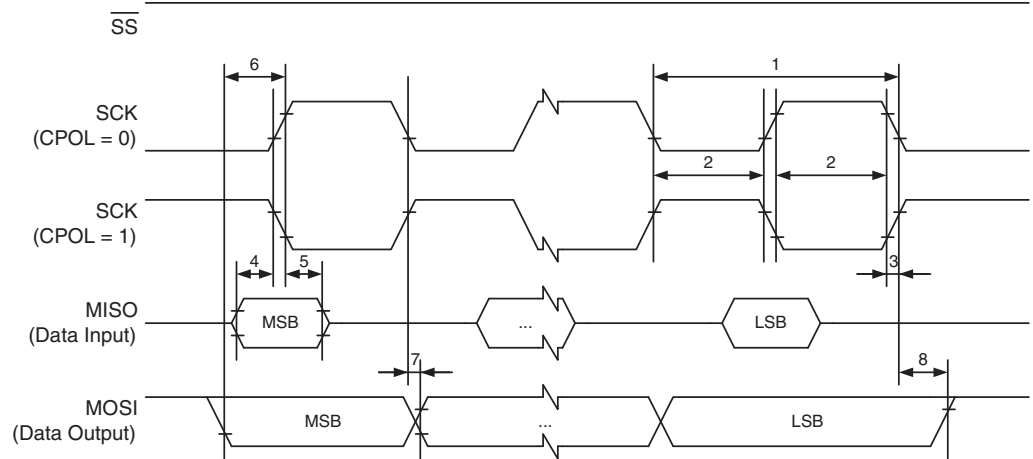 SS
6
1
SCK
(CPOL = 0)
2
2
SCK
(CPOL = 1)
4
5
3
MISO
(Data Input)
MSB
...
LSB
7
8
MOSI
(Data Output)
MSB
...
LSB